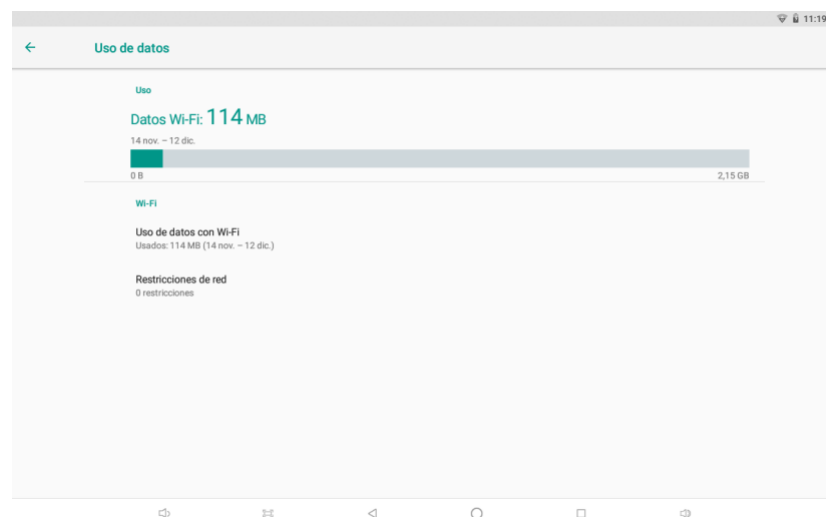 11:19
Uso de datos
Uso
Datos Wi-Fi: 114 MB
14 nov. – 12 dic.
0 B 2,15 GB
Wi-Fi
Uso de datos con Wi-Fi
Usados: 114 MB (14 nov. – 12 dic.)
Restricciones de red
0 restricciones